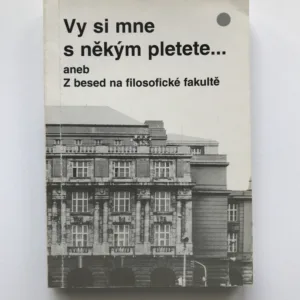 Vy si mne
s někým pletete...
aneb
Z besed na filosofické fakultě